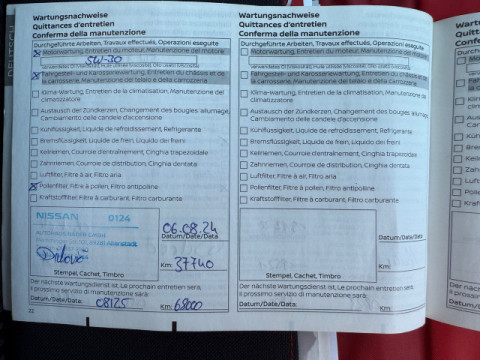 DEUTSCH
Wartungsnachweise
Quittances d'entretien
Conferma della manutenzione
Durchgeführte Arbeiten, Travaux effectués, Operazioni eseguite
Motorwartung, Entretien du moteur, Manutenzione del motore
5W-30
Fahrgestell- und Karosseriewartung, Entretien du châssis et de la carrosserie, Manutenzione del telaio e della carrozzeria
Klima-Wartung, Entretien de la climatisation, Manutenzione del climatizzatore
Austausch der Zündkerzen, Changement des bougies d'allumage, Cambiamento delle candele d'accensione
Kühlflüssigkeit, Liquide de refroidissement, Refrigerante
Bremsflüssigkeit, Liquide de frein, Liquido dei freni
Keilriemen, Courroie d'entraînement, Cinghia trapezoidale
Zahnriemen, Courroie de distribution, Cinghia dentata
Luftfilter, Filtre à air, Filtro aria
Pollenfilter, Filtre à pollen, Filtro antipolline
Kraftstofffilter, Filtre à carburant, Filtro carburante
NISSAN 0124
06.08.24
Datum/Date/Data
Km: 37740
Stempel, Cachet, Timbro
Der nächste Wartungsdienst ist, Le prochain entretien sera, Il prossimo servizio di manutenzione sarà:
Datum/Date/Data: 08125 Km: 68000
32
Wartungsnachweise
Quittances d'entretien
Conferma della manutenzione
Durchgeführte Arbeiten, Travaux effectués, Operazioni eseguite
Motorwartung, Entretien du moteur, Manutenzione del motore
Fahrgestell- und Karosseriewartung, Entretien du châssis et de la carrosserie, Manutenzione del telaio e della carrozzeria
Klima-Wartung, Entretien de la climatisation, Manutenzione del climatizzatore
Austausch der Zündkerzen, Changement des bougies d'allumage, Cambiamento delle candele d'accensione
Kühlflüssigkeit, Liquide de refroidissement, Refrigerante
Bremsflüssigkeit, Liquide de frein, Liquido dei freni
Keilriemen, Courroie d'entraînement, Cinghia trapezoidale
Zahnriemen, Courroie de distribution, Cinghia dentata
Luftfilter, Filtre à air, Filtro aria
Pollenfilter, Filtre à pollen, Filtro antipolline
Kraftstofffilter, Filtre à carburant, Filtro carburante
Datum/Date/Data
Km:
Stempel, Cachet, Timbro
Der nächste Wartungsdienst ist, Le prochain entretien sera, Il prossimo servizio di manutenzione sarà:
Datum/Date/Data: Km: